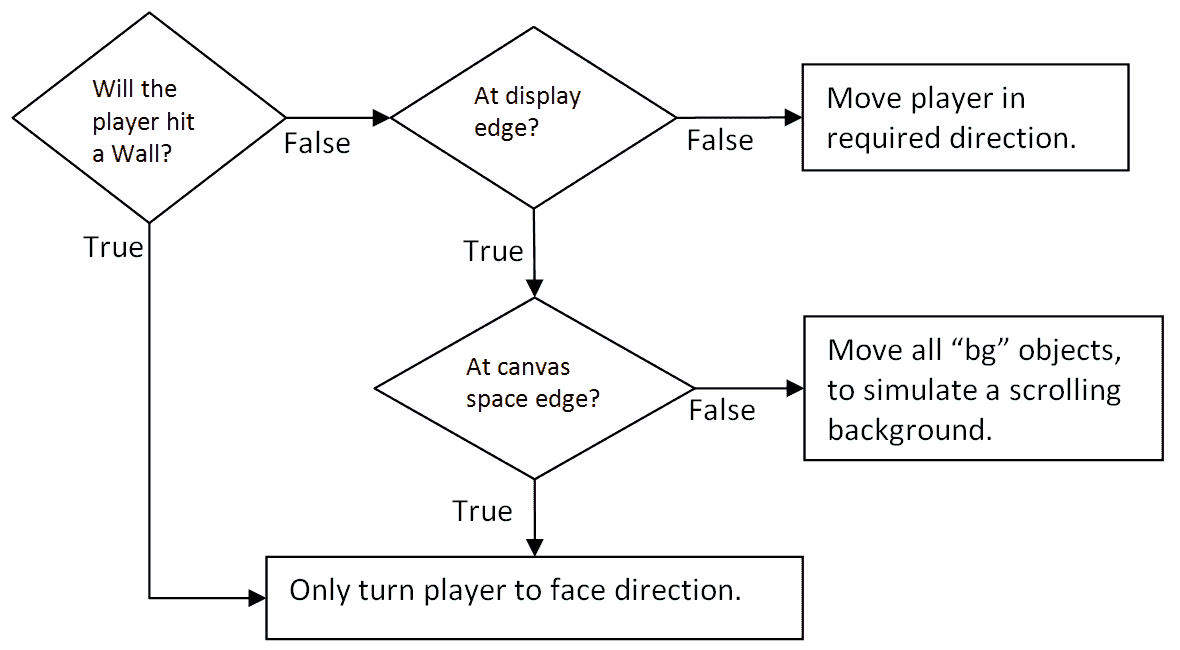 Will the
player hit
a Wall?
False
At display
edge?
False
Move player in
required direction.
True
True
At canvas
space edge?
False
Move all “bg” objects,
to simulate a scrolling
background.
True
Only turn player to face direction.